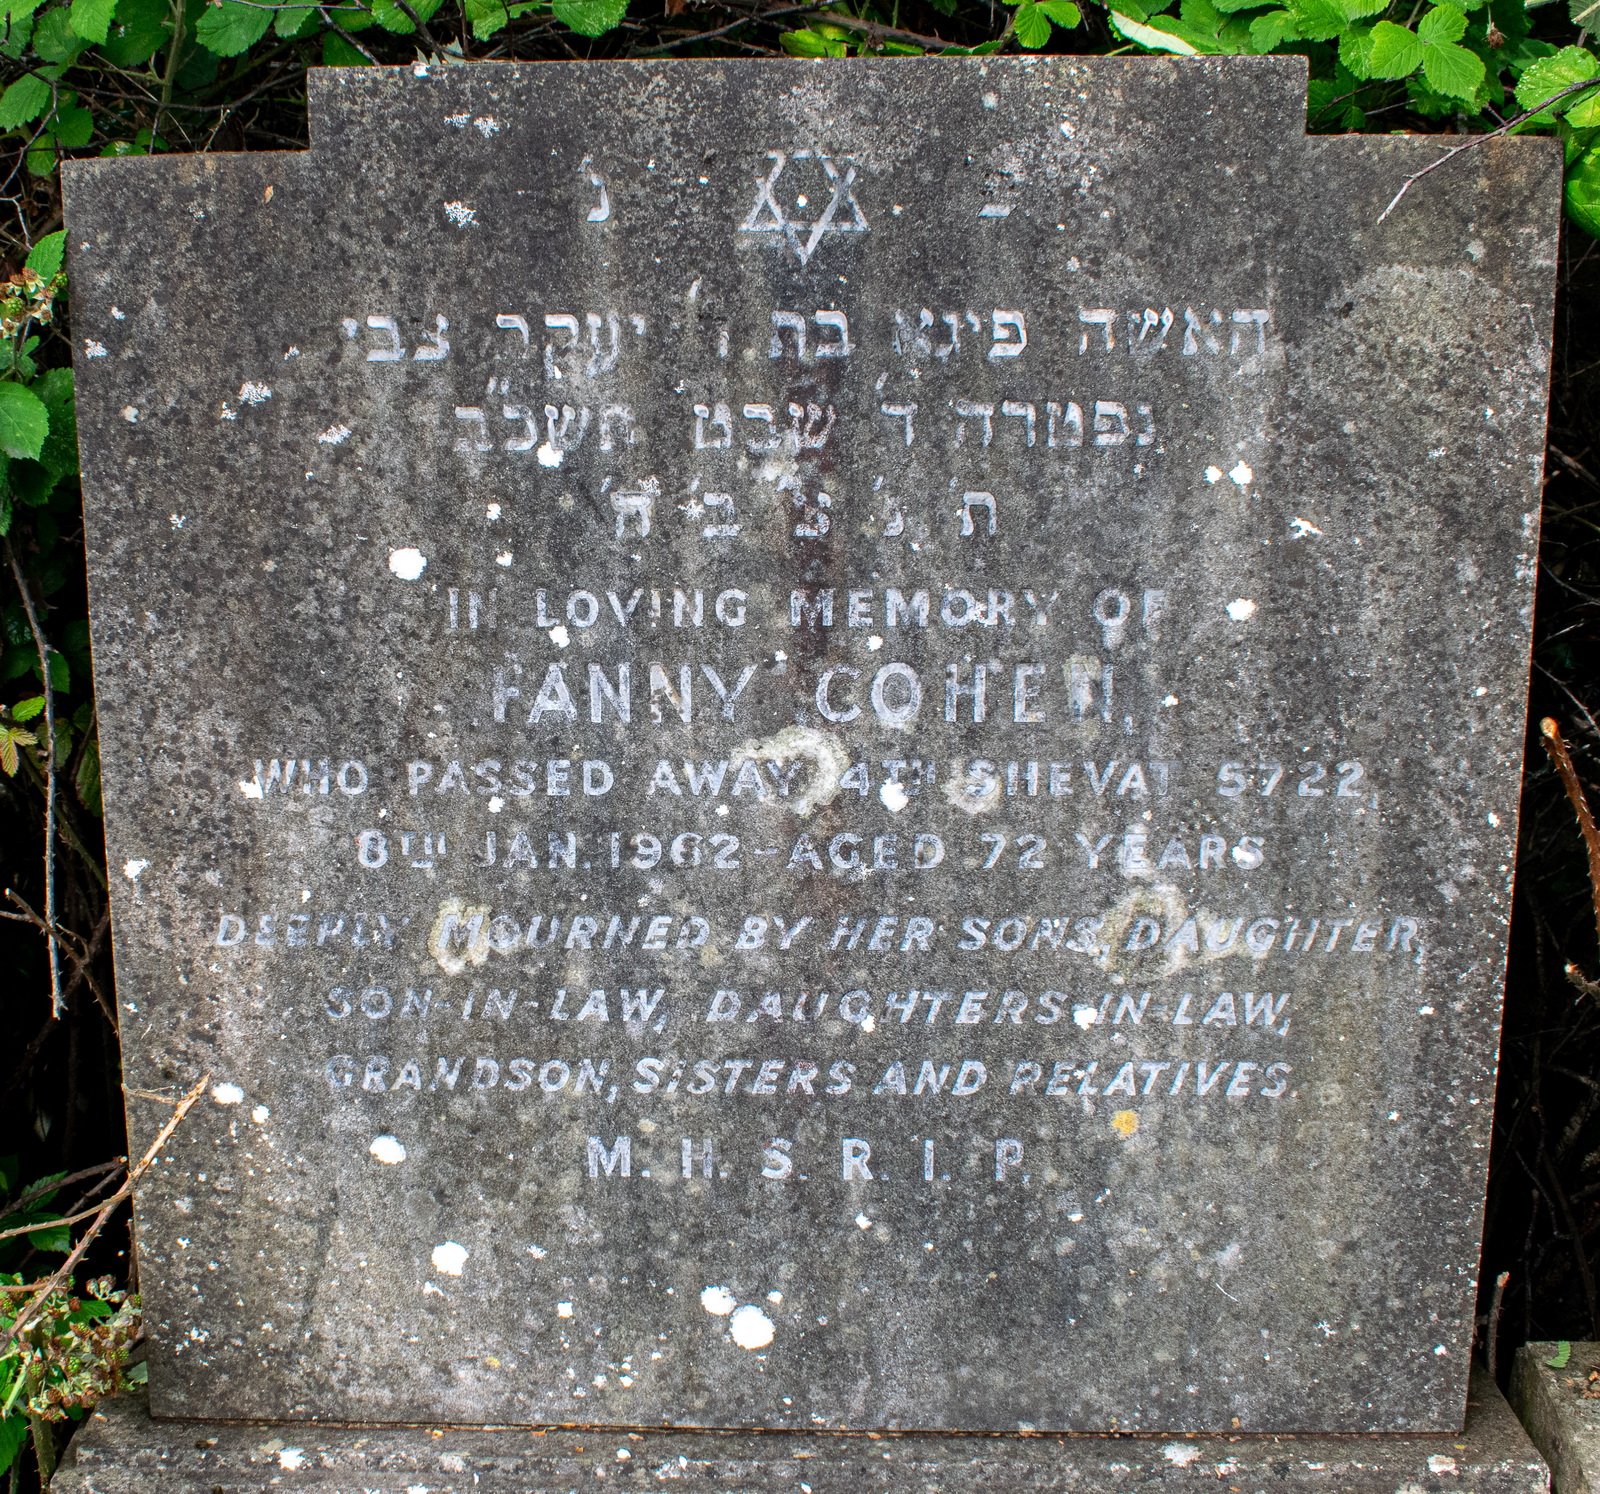 פ נ
האשה פיגא בת ר' יעקב צבי
נפטרה ד' שבט תשכ"ב
ת' נ' צ' ב' ה'
IN LOVING MEMORY OF
FANNY COHEN,
WHO PASSED AWAY 4TH SHEVAT 5722,
8TH JAN. 1962 - AGED 72 YEARS
DEEPLY MOURNED BY HER SONS, DAUGHTER,
SON-IN-LAW, DAUGHTERS-IN-LAW,
GRANDSON, SISTERS AND RELATIVES.
M. H. S. R. I. P.